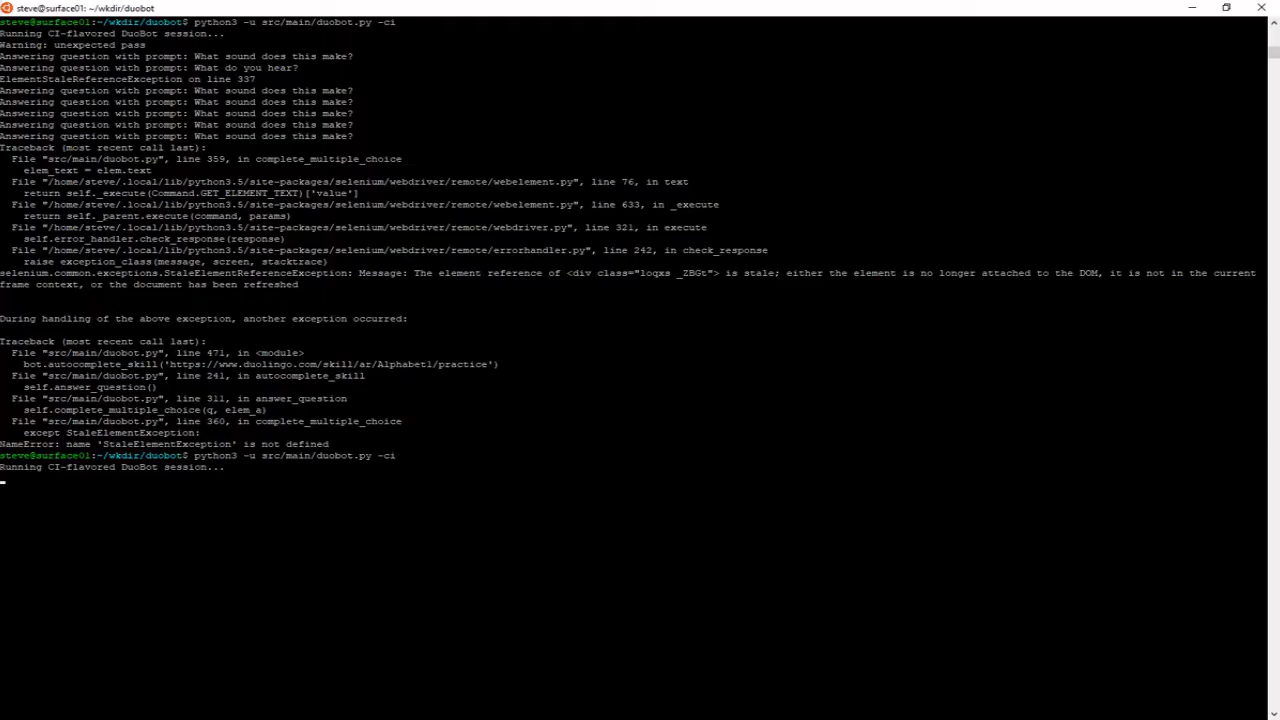 steve@surface01: ~/wkdir/duobot
steve@surface01:~/wkdir/duobot$ python3 -u src/main/duobot.py -ci
Running CI-flavored DuoBot session...
Warning: unexpected pass
Answering question with prompt: What sound does this make?
Answering question with prompt: What do you hear?
ElementStaleReferenceException on line 337
Answering question with prompt: What sound does this make?
Answering question with prompt: What sound does this make?
Answering question with prompt: What sound does this make?
Answering question with prompt: What sound does this make?
Answering question with prompt: What sound does this make?
Traceback (most recent call last):
  File "src/main/duobot.py", line 359, in complete_multiple_choice
    elem_text = elem.text
  File "/home/steve/.local/lib/python3.5/site-packages/selenium/webdriver/remote/webelement.py", line 76, in text
    return self._execute(Command.GET_ELEMENT_TEXT)['value']
  File "/home/steve/.local/lib/python3.5/site-packages/selenium/webdriver/remote/webelement.py", line 633, in _execute
    return self._parent.execute(command, params)
  File "/home/steve/.local/lib/python3.5/site-packages/selenium/webdriver/remote/webdriver.py", line 321, in execute
    self.error_handler.check_response(response)
  File "/home/steve/.local/lib/python3.5/site-packages/selenium/webdriver/remote/errorhandler.py", line 242, in check_response
    raise exception_class(message, screen, stacktrace)
selenium.common.exceptions.StaleElementReferenceException: Message: The element reference of <div class="loqxs _ZBGt"> is stale; either the element is no longer attached to the DOM, it is not in the current
frame context, or the document has been refreshed
During handling of the above exception, another exception occurred:
Traceback (most recent call last):
  File "src/main/duobot.py", line 471, in <module>
    bot.autocomplete_skill('https://www.duolingo.com/skill/ar/Alphabet1/practice')
  File "src/main/duobot.py", line 241, in autocomplete_skill
    self.answer_question()
  File "src/main/duobot.py", line 311, in answer_question
    self.complete_multiple_choice(q, elem_a)
  File "src/main/duobot.py", line 360, in complete_multiple_choice
    except StaleElementException:
NameError: name 'StaleElementException' is not defined
steve@surface01:~/wkdir/duobot$ python3 -u src/main/duobot.py -ci
Running CI-flavored DuoBot session...